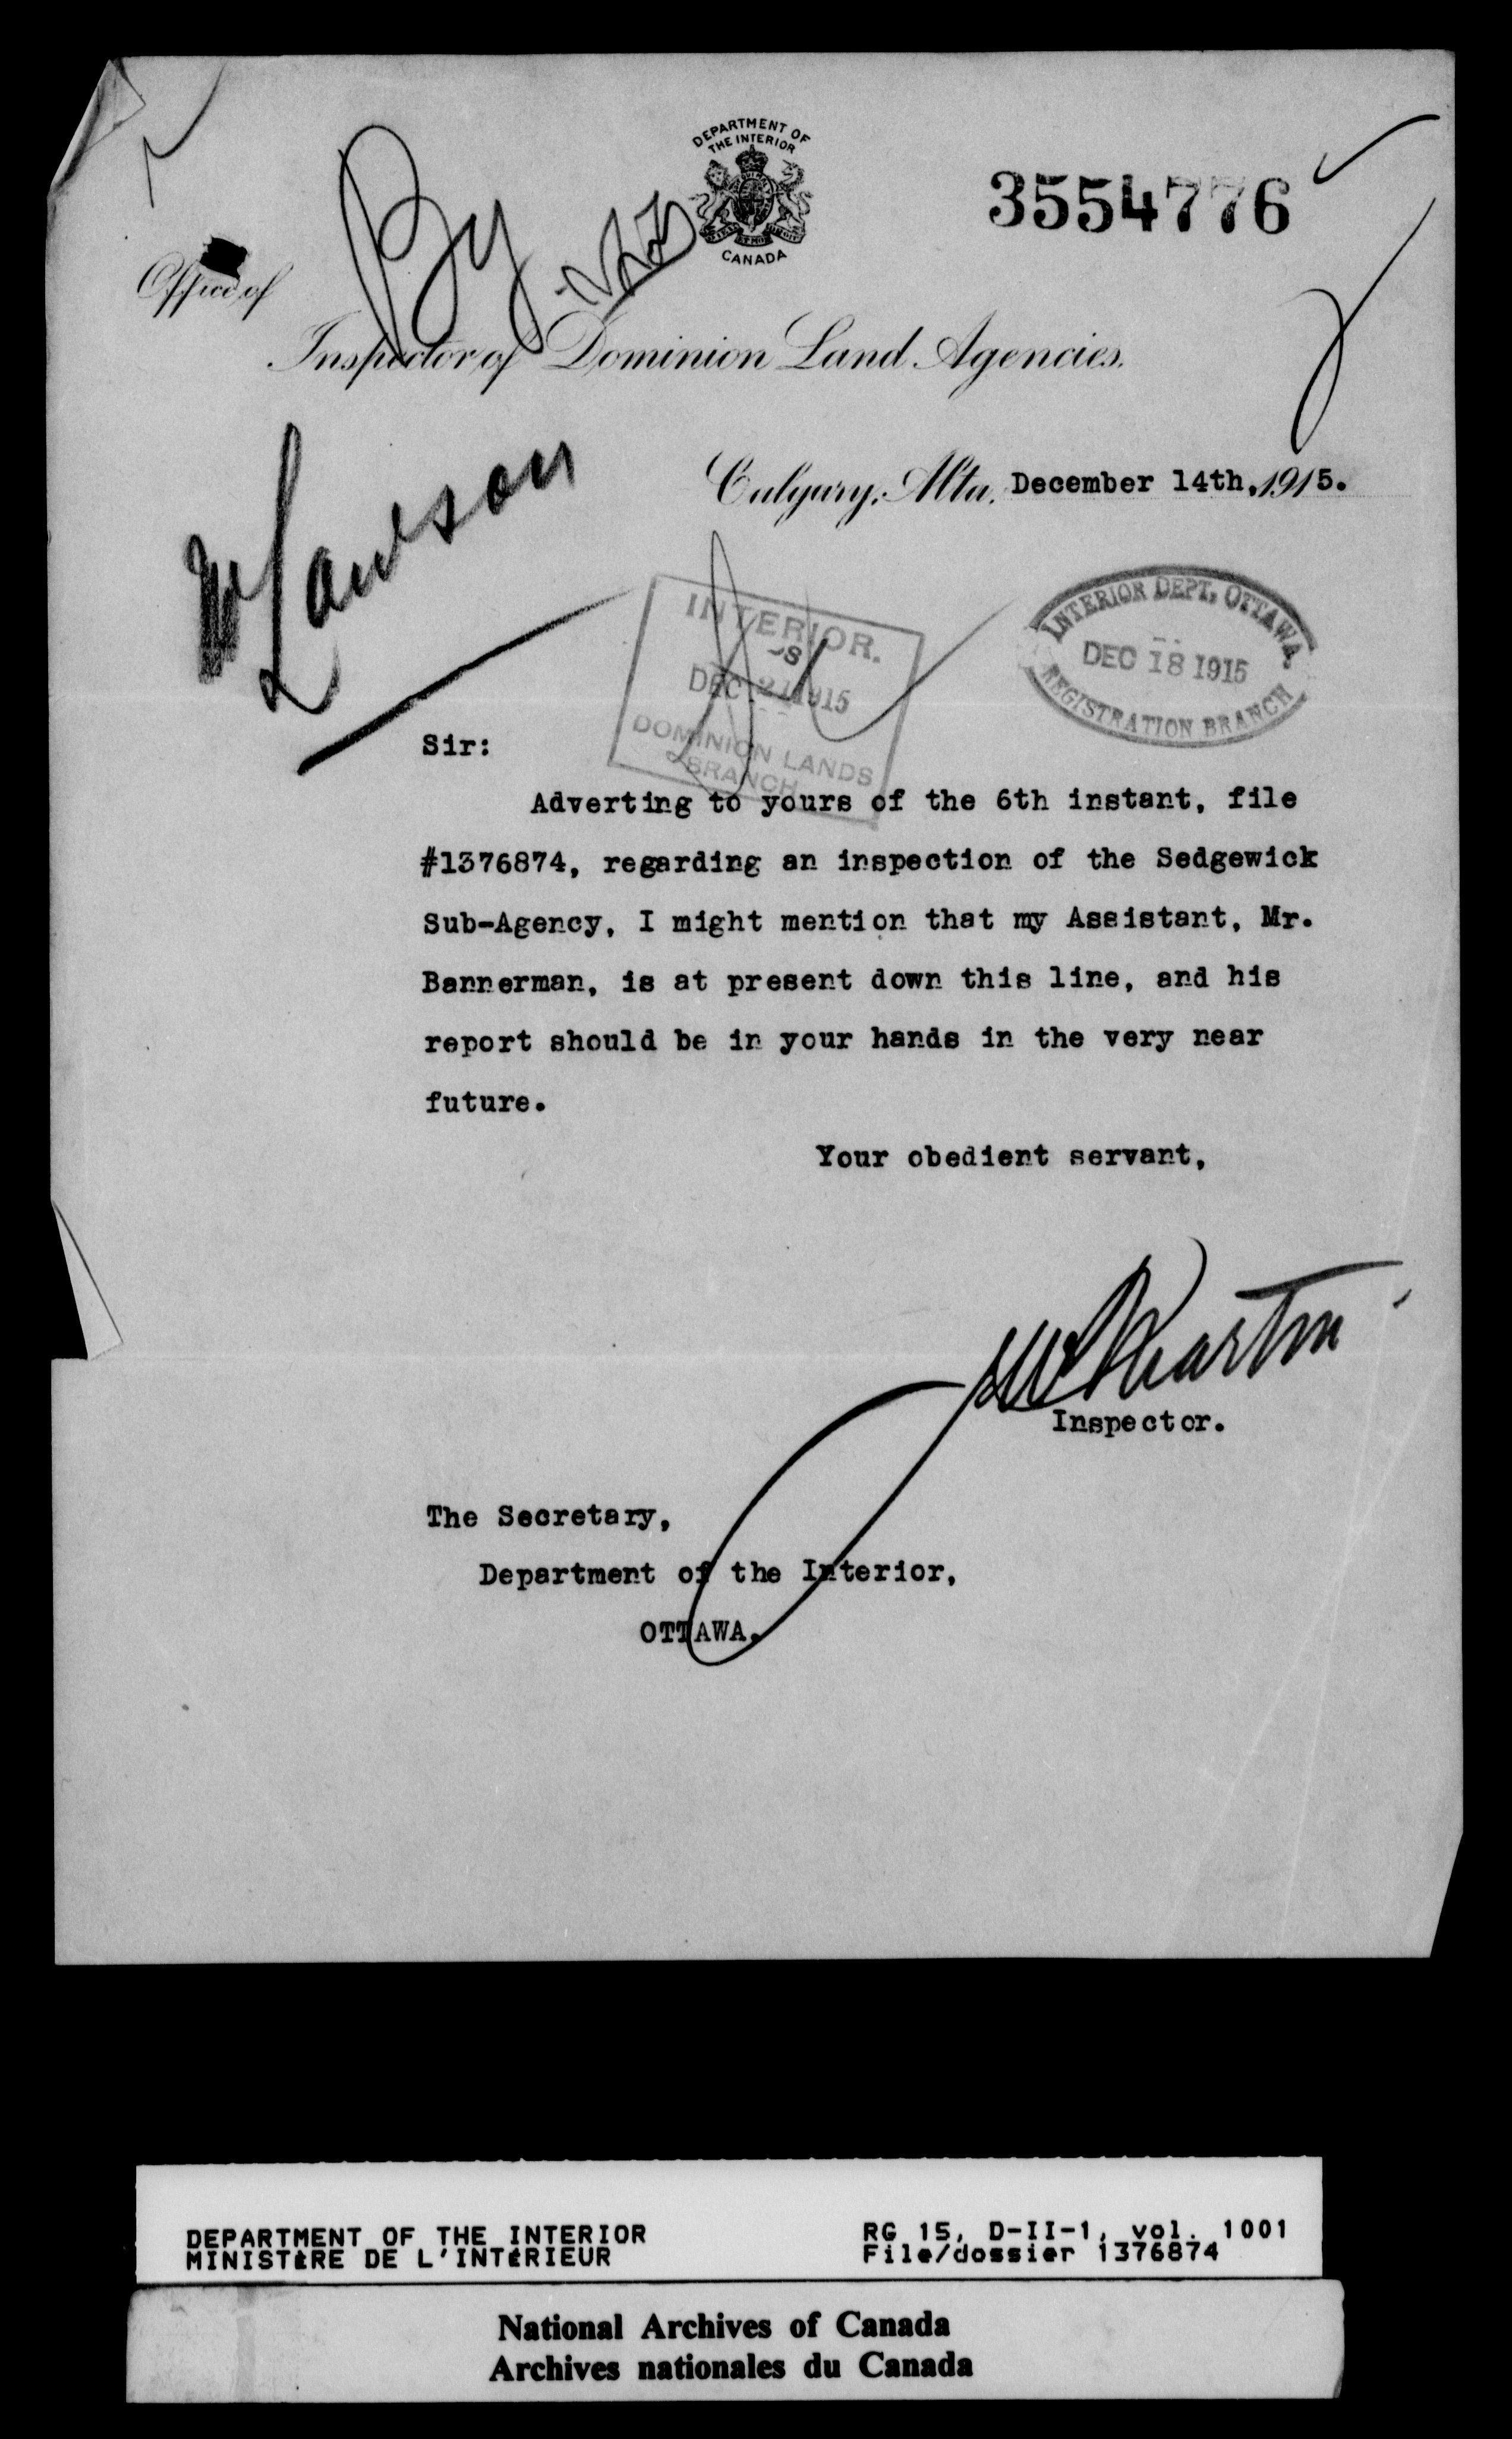 DEPARTMENT OF
THE INTERIOR
CANADA
3554776
By
Office of
Inspector of Dominion Land Agencies.
Calgary, Alta. December 14th, 1915.
Mr Lawson
INTERIOR.
DEC 21 1915
DOMINION LANDS
BRANCH
INTERIOR DEPT, OTTAWA,
DEC 18 1915
REGISTRATION BRANCH
Sir:
Adverting to yours of the 6th instant, file
#1376874, regarding an inspection of the Sedgewick
Sub-Agency, I might mention that my Assistant, Mr.
Bannerman, is at present down this line, and his
report should be in your hands in the very near
future.
Your obedient servant,
Inspector.
The Secretary,
Department of the Interior,
OTTAWA.
DEPARTMENT OF THE INTERIOR
MINISTÈRE DE L'INTÉRIEUR
RG 15, D-II-1, vol. 1001
File/dossier 1376874
National Archives of Canada
Archives nationales du Canada